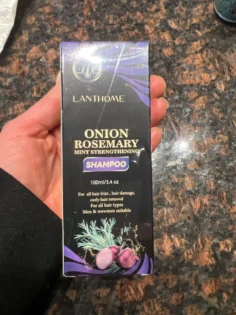 LANTHOME
ONION
ROSEMARY
MINT STRENGTHENING
SHAMPOO
100ml/3.4 oz
For all hair frizz, hair damage,
curly hair removal
For all hair types
Men & women suitable